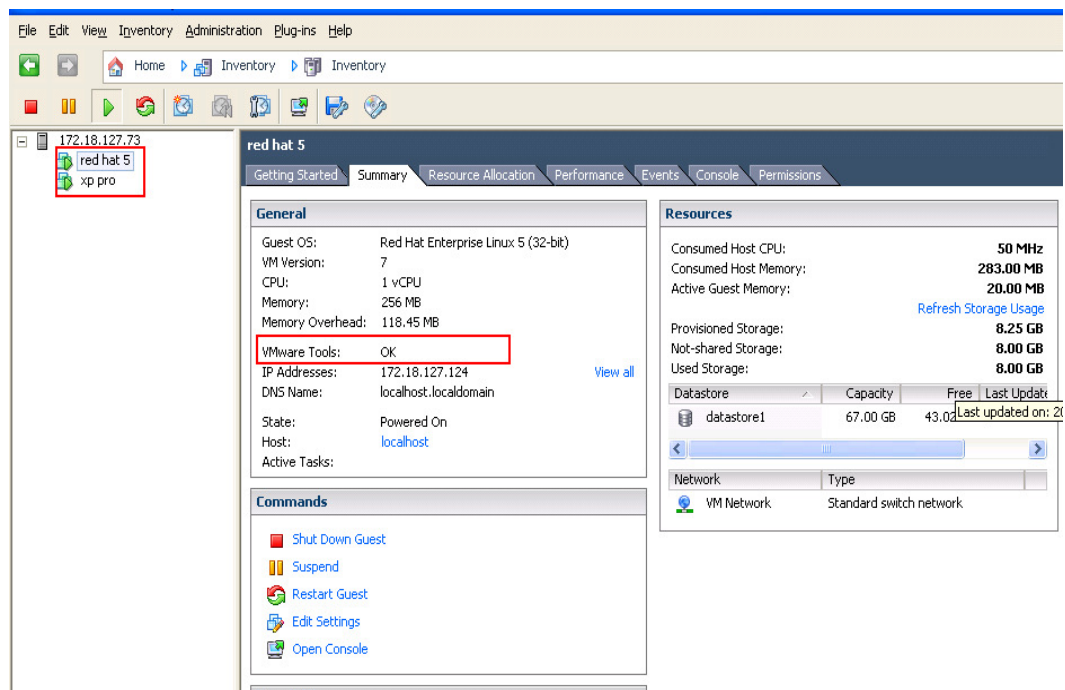 File Edit View Inventory Administration Plug-ins Help
Home Inventory Inventory
172.18.127.73
red hat 5
xp pro
red hat 5
Getting Started Summary Resource Allocation Performance Events Console Permissions
General
Guest OS: Red Hat Enterprise Linux 5 (32-bit)
VM Version: 7
CPU: 1 vCPU
Memory: 256 MB
Memory Overhead: 118.45 MB
VMware Tools: OK
IP Addresses: 172.18.127.124 View all
DNS Name: localhost.localdomain
State: Powered On
Host: localhost
Active Tasks:
Commands
Shut Down Guest
Suspend
Restart Guest
Edit Settings
Open Console
Resources
Consumed Host CPU: 50 MHz
Consumed Host Memory: 283.00 MB
Active Guest Memory: 20.00 MB
Refresh Storage Usage
Provisioned Storage: 8.25 GB
Not-shared Storage: 8.00 GB
Used Storage: 8.00 GB
Datastore Capacity Free Last Update
datastore1 67.00 GB 43.02
Last updated on: 20
Network Type
VM Network Standard switch network